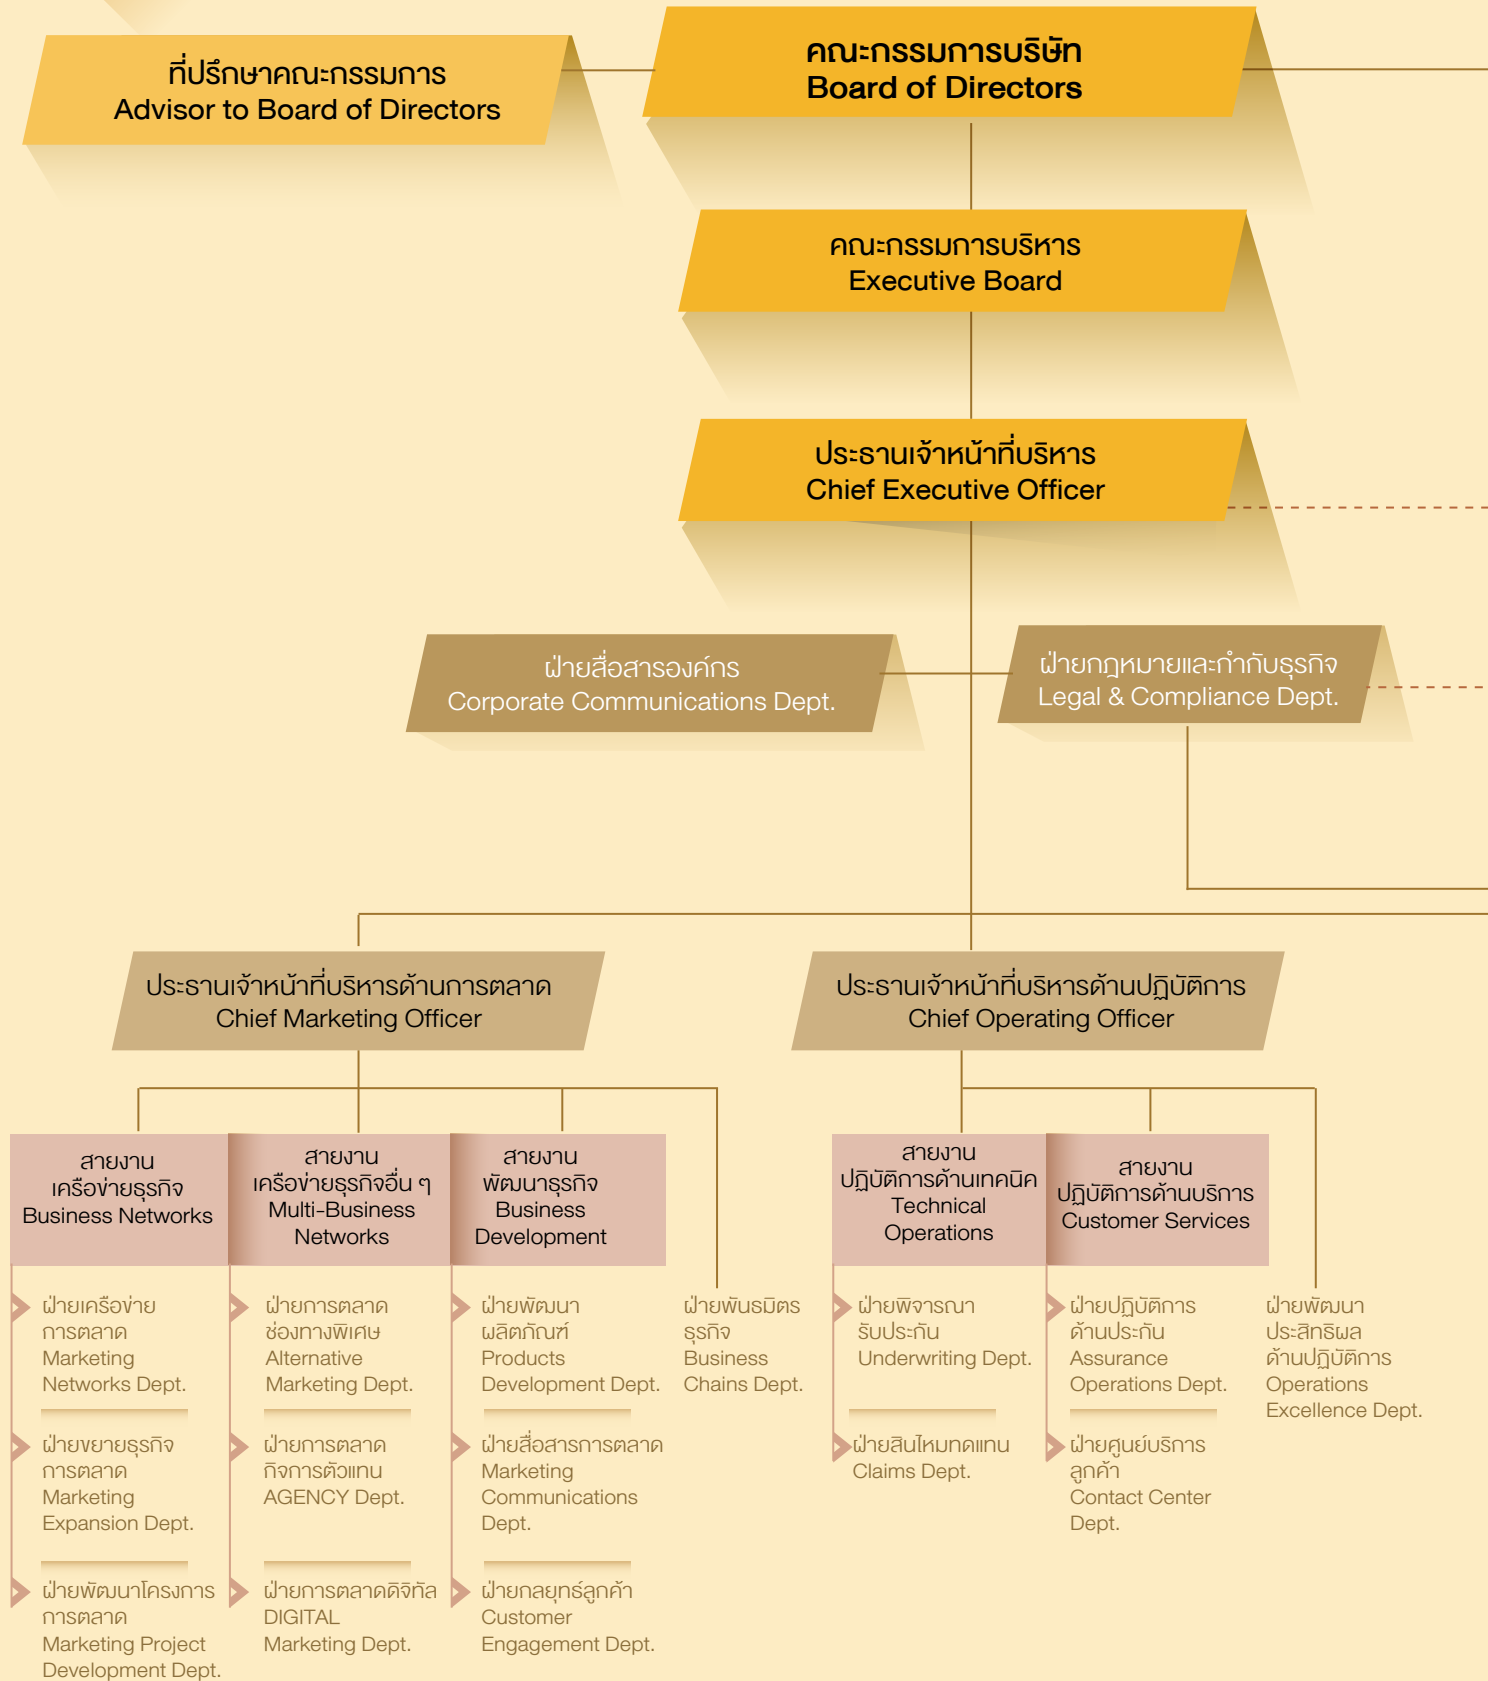 ที่ปรึกษาคณะกรรมการ
Advisor to Board of Directors
คณะกรรมการบริษัท
Board of Directors
คณะกรรมการบริหาร
Executive Board
ประธานเจ้าหน้าที่บริหาร
Chief Executive Officer
ฝ่ายสื่อสารองค์กร
Corporate Communications Dept.
ฝ่ายกฎหมายและกำกับธุรกิจ
Legal & Compliance Dept.
ประธานเจ้าหน้าที่บริหารด้านการตลาด
Chief Marketing Officer
ประธานเจ้าหน้าที่บริหารด้านปฏิบัติการ
Chief Operating Officer
สายงาน
เครือข่ายธุรกิจ
Business Networks
สายงาน
เครือข่ายธุรกิจอื่น ๆ
Multi-Business
Networks
สายงาน
พัฒนาธุรกิจ
Business
Development
สายงาน
ปฏิบัติการด้านเทคนิค
Technical
Operations
สายงาน
ปฏิบัติการด้านบริการ
Customer Services
ฝ่ายเครือข่าย
การตลาด
Marketing
Networks Dept.
ฝ่ายขยายธุรกิจ
การตลาด
Marketing
Expansion Dept.
ฝ่ายพัฒนาโครงการ
การตลาด
Marketing Project
Development Dept.
ฝ่ายการตลาด
ช่องทางพิเศษ
Alternative
Marketing Dept.
ฝ่ายการตลาด
กิจการตัวแทน
AGENCY Dept.
ฝ่ายการตลาดดิจิทัล
DIGITAL
Marketing Dept.
ฝ่ายพัฒนา
ผลิตภัณฑ์
Products
Development Dept.
ฝ่ายสื่อสารการตลาด
Marketing
Communications
Dept.
ฝ่ายกลยุทธ์ลูกค้า
Customer
Engagement Dept.
ฝ่ายพันธมิตร
ธุรกิจ
Business
Chains Dept.
ฝ่ายพิจารณา
รับประกัน
Underwriting Dept.
ฝ่ายสินไหมทดแทน
Claims Dept.
ฝ่ายปฏิบัติการ
ด้านประกัน
Assurance
Operations Dept.
ฝ่ายศูนย์บริการ
ลูกค้า
Contact Center
Dept.
ฝ่ายพัฒนา
ประสิทธิผล
ด้านปฏิบัติการ
Operations
Excellence Dept.